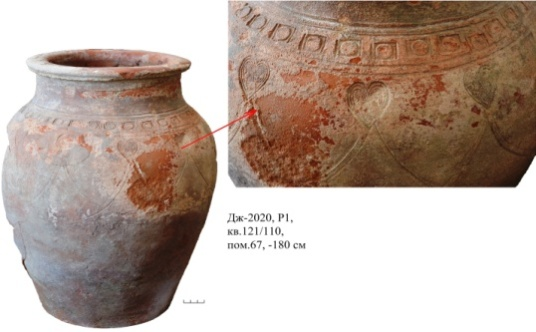 Дж-2020, Р1,
кв.121/110,
пом.67, -180 см